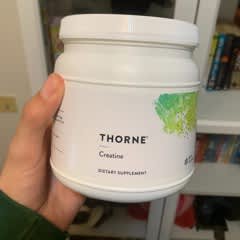 THORNE®
Creatine
DIETARY SUPPLEMENT